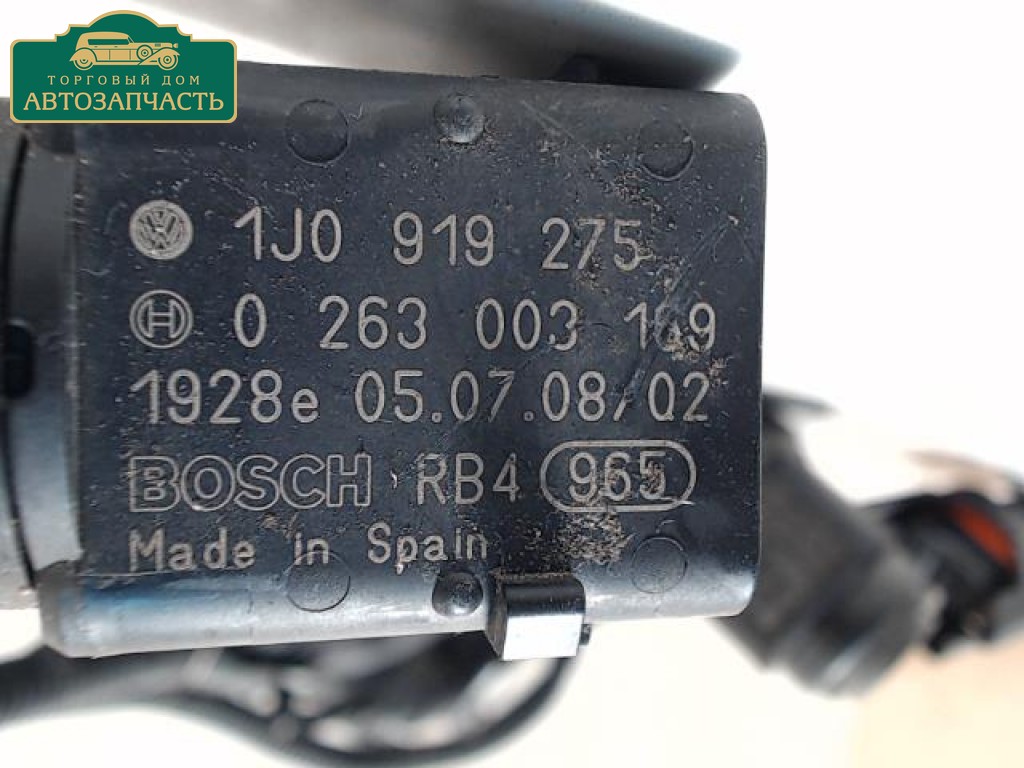 ТОРГОВЫЙ ДОМ
АВТОЗАПЧАСТЬ
1J0 919 275
0 263 003 169
1928e 05.07.08/02
BOSCH RB4 965
Made in Spain